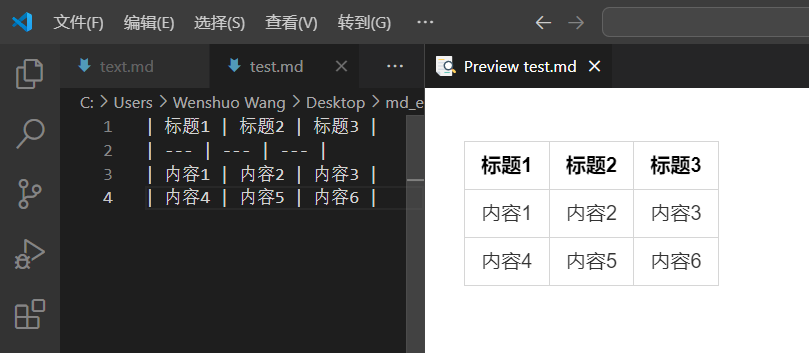 文件(F) 编辑(E) 选择(S) 查看(V) 转到(G) ···
text.md test.md ··· Preview test.md
C: > Users > Wenshuo Wang > Desktop > md_e
1 | 标题1 | 标题2 | 标题3 |
2 | --- | --- | --- |
3 | 内容1 | 内容2 | 内容3 |
4 | 内容4 | 内容5 | 内容6 |
标题1 标题2 标题3
内容1 内容2 内容3
内容4 内容5 内容6